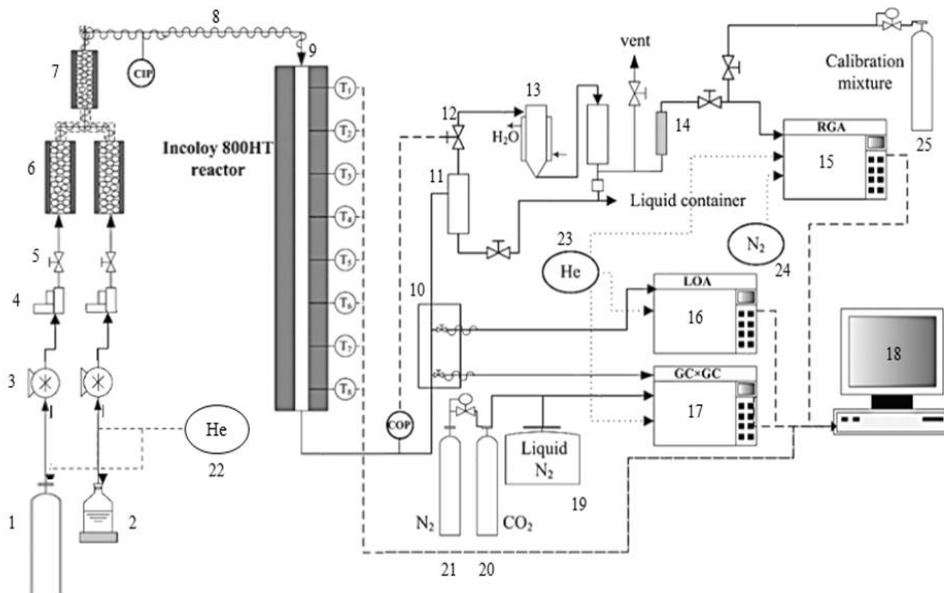 8
7
CIP
9
vent
Calibration
mixture
25
13
12
H₂O
14
RGA
15
6
Incoloy 800HT
reactor
T₁
T₂
T₃
T₄
T₅
T₆
T₇
T₈
11
Liquid container
5
4
23
He
N₂
24
10
LOA
16
3
GC×GC
17
18
He
22
COP
Liquid
N₂
19
1
2
N₂
CO₂
21
20